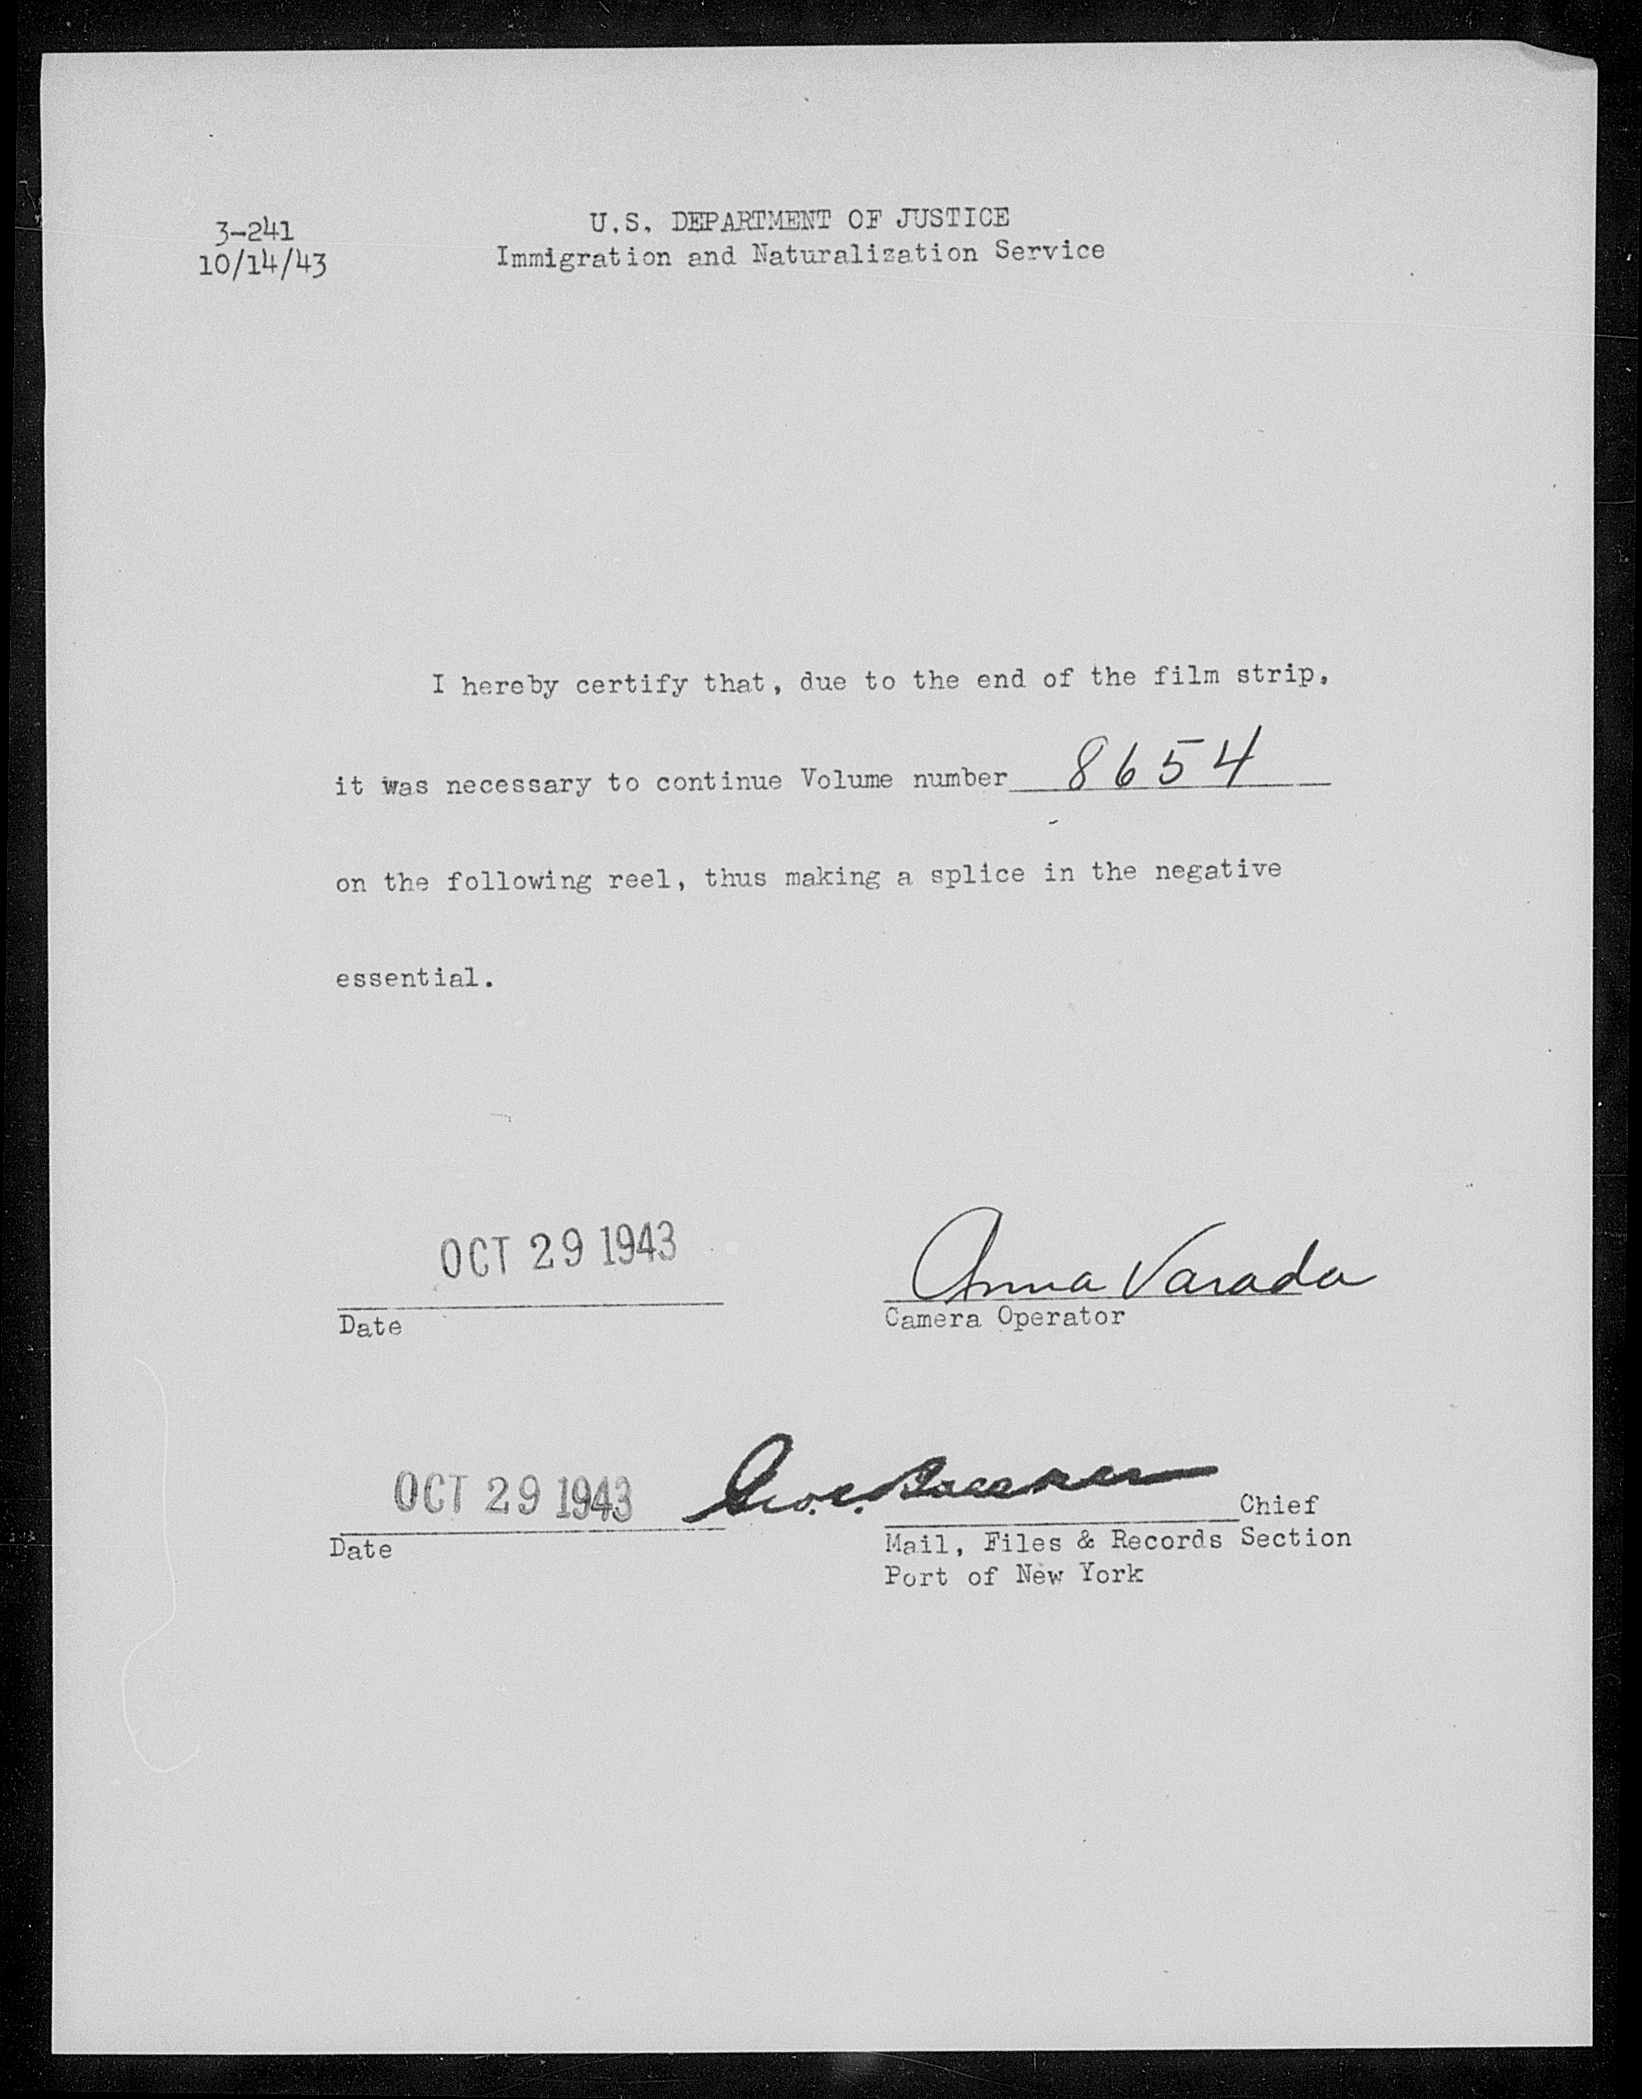 3-241
10/14/43
U.S. DEPARTMENT OF JUSTICE
Immigration and Naturalization Service
I hereby certify that, due to the end of the film strip,
it was necessary to continue Volume number 8654
on the following reel, thus making a splice in the negative
essential.
OCT 29 1943
Anna Varada
Date
Camera Operator
OCT 29 1943
Geo. C.
Chief
Date
Mail, Files & Records Section
Port of New York